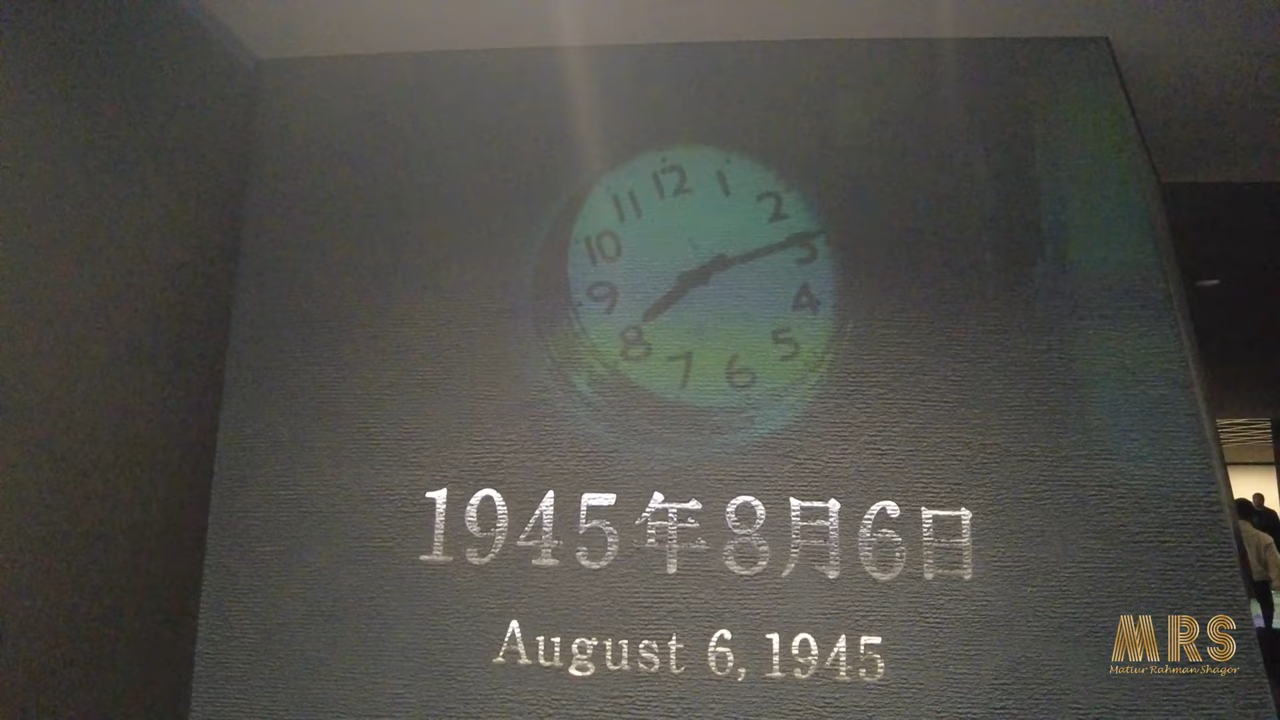 12
11 1
10 2
9 3
8 4
7 6 5
1945年8月6日
August 6, 1945
MRS
Matiur Rahman Shagor